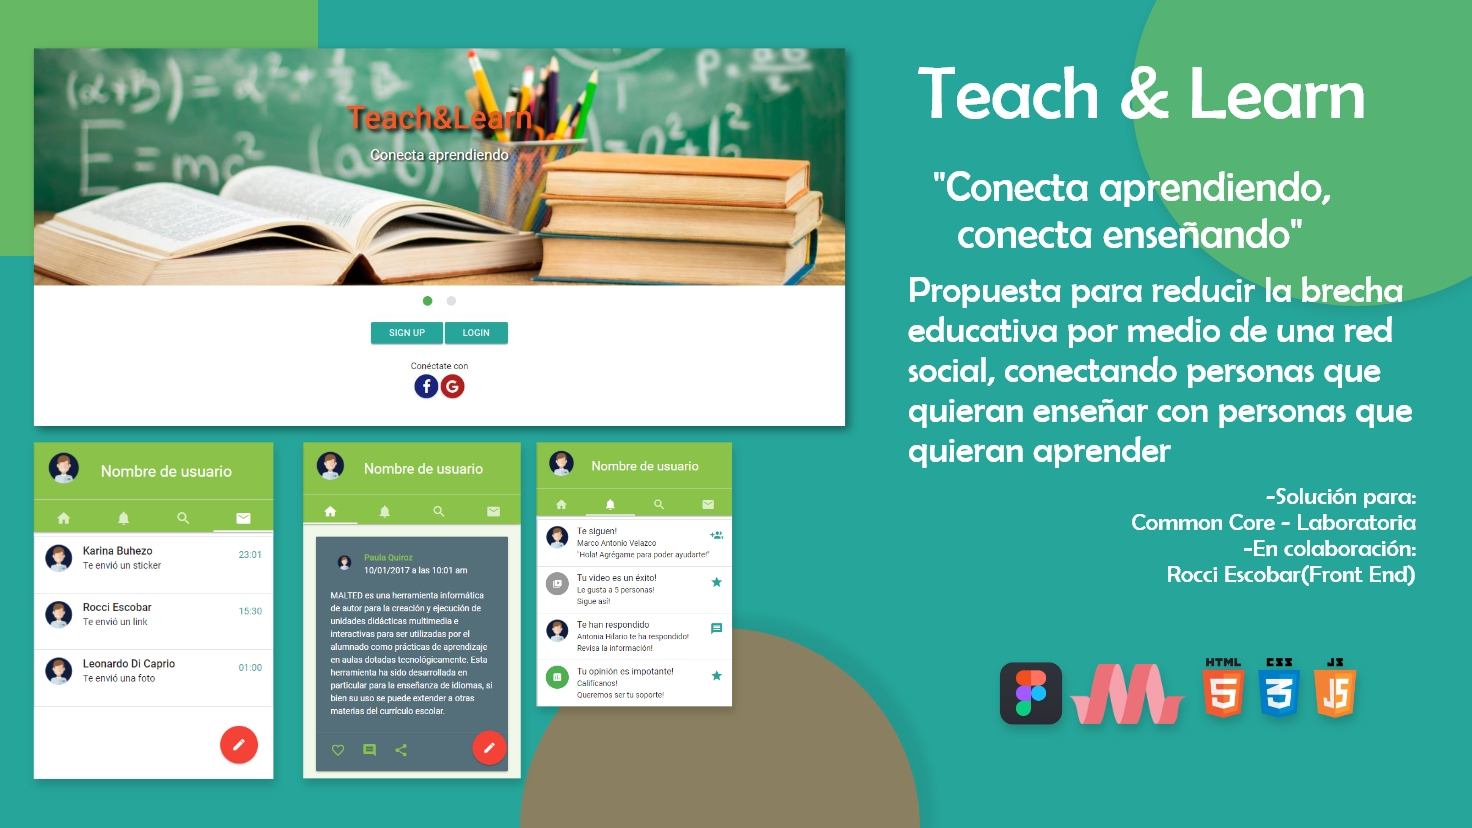 Teach & Learn
"Conecta aprendiendo,
conecta enseñando"
Propuesta para reducir la brecha
educativa por medio de una red
social, conectando personas que
quieran enseñar con personas que
quieran aprender
-Solución para:
Common Core - Laboratoria
-En colaboración:
Rocci Escobar(Front End)
HTML
5
CSS
3
JS
JS
Teach&Learn
Conecta aprendiendo
E = mc²
SIGN UP
LOGIN
Conéctate con
f
G
Nombre de usuario
Karina Buhezo
23:01
Te envió un sticker
Rocci Escobar
15:30
Te envió un link
Leonardo Di Caprio
01:00
Te envió una foto
Nombre de usuario
Paula Quiroz
10/01/2017 a las 10:01 am
MALTED es una herramienta informática
de autor para la creación y ejecución de
unidades didácticas multimedia e
interactivas para ser utilizadas por el
alumnado como prácticas de aprendizaje
en aulas dotadas tecnológicamente. Esta
herramienta ha sido desarrollada en
particular para la enseñanza de idiomas, si
bien su uso se puede extender a otras
materias del currículo escolar.
Nombre de usuario
Te siguen!
Marco Antonio Velazco
"Hola! Agrégame para poder ayudarte!"
Tu video es un éxito!
Le gusta a 5 personas!
Sigue asi!
Te han respondido
Antonia Hilario te ha respondido!
Revisa la información!
Tu opinión es impotante!
Califícanos!
Queremos ser tu soporte!